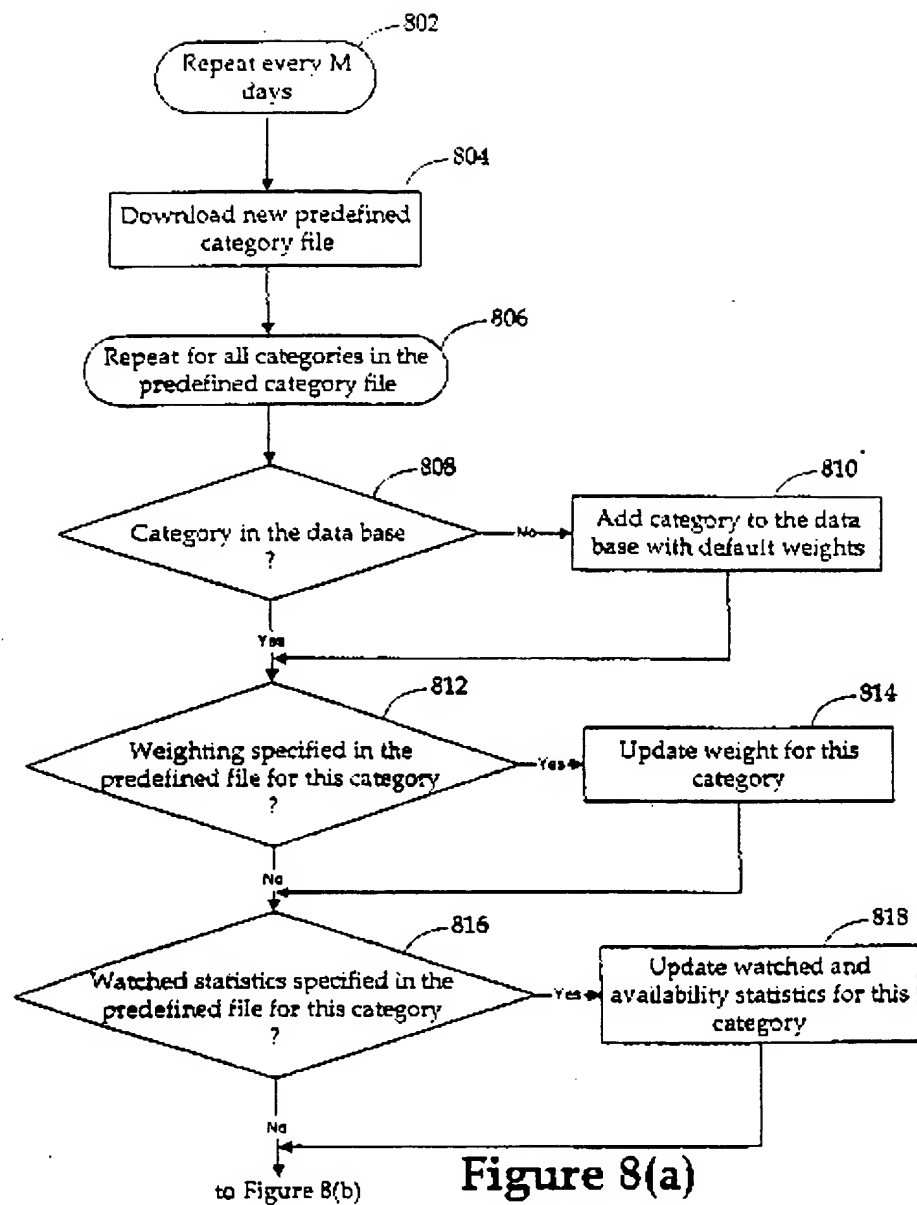 802
Repeat every M
days
804
Download new predefined
category file
806
Repeat for all categories in the
predefined category file
808
Category in the data base
?
No
810
Add category to the data
base with default weights
Yes
812
Weighting specified in the
predefined file for this category
?
Yes
814
Update weight for this
category
No
816
Watched statistics specified in the
predefined file for this category
?
Yes
818
Update watched and
availability statistics for this
category
No
to Figure 8(b)
Figure 8(a)